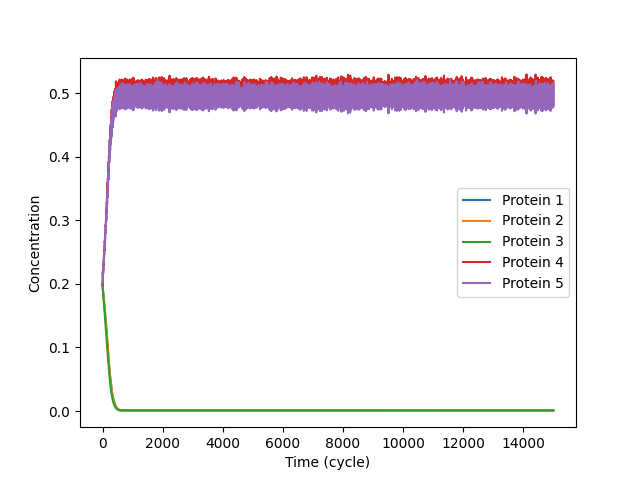 0.5
0.4
0.3
0.2
0.1
0.0
Concentration
Protein 1
Protein 2
Protein 3
Protein 4
Protein 5
0 2000 4000 6000 8000 10000 12000 14000
Time (cycle)